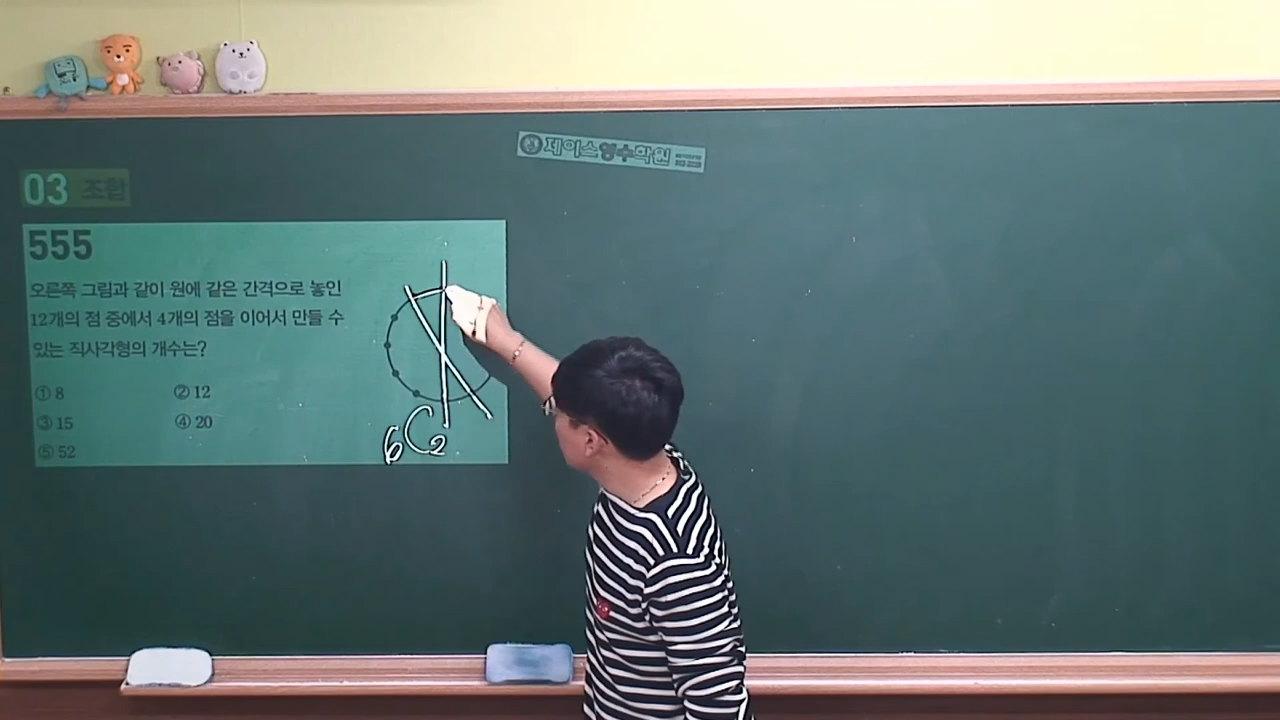 제이스영수학원
03 조합
555
오른쪽 그림과 같이 원에 같은 간격으로 놓인
12개의 점 중에서 4개의 점을 이어서 만들 수
있는 직사각형의 개수는?
① 8 ② 12
③ 15 ④ 20
⑤ 52
6C2